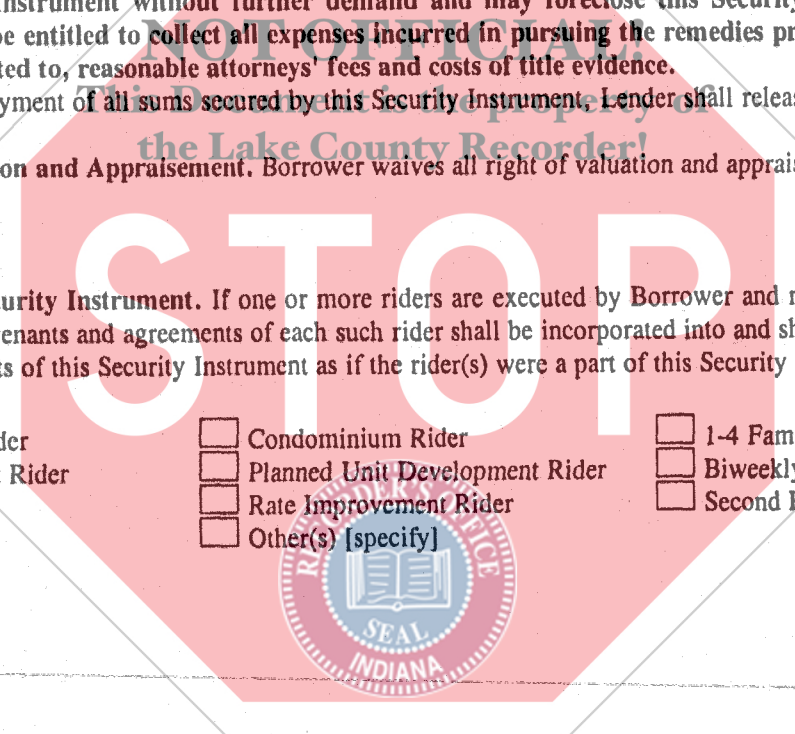 nstrument without further demand and may foreclose this Security
NOT OFFICIAL!
be entitled to collect all expenses incurred in pursuing the remedies pr
ted to, reasonable attorneys' fees and costs of title evidence.
This Document is the property of
yment of all sums secured by this Security Instrument, Lender shall releas
the Lake County Recorder!
on and Appraisement. Borrower waives all right of valuation and apprais
STOP
urity Instrument. If one or more riders are executed by Borrower and r
enants and agreements of each such rider shall be incorporated into and sh
ts of this Security Instrument as if the rider(s) were a part of this Security
der Condominium Rider 1-4 Fam
t Rider Planned Unit Development Rider Biweekly
Rate Improvement Rider Second
Other(s) [specify]
RECORDER'S OFFICE
SEAL
INDIANA